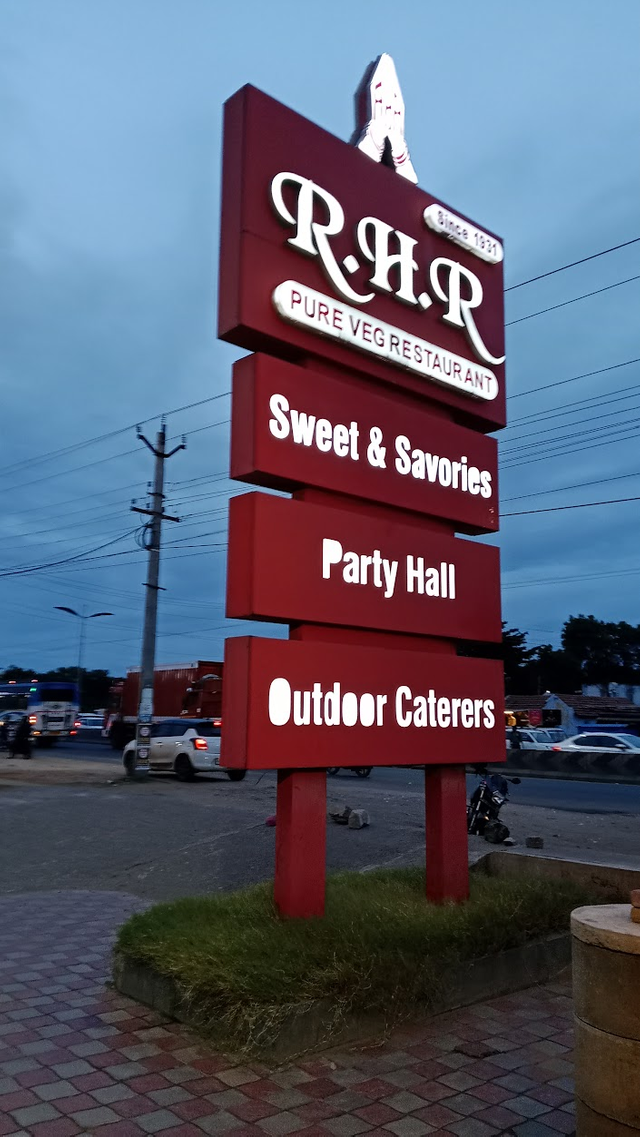 Since 1931
R.H.R
PURE VEG RESTAURANT
Sweet & Savories
Party Hall
Outdoor Caterers